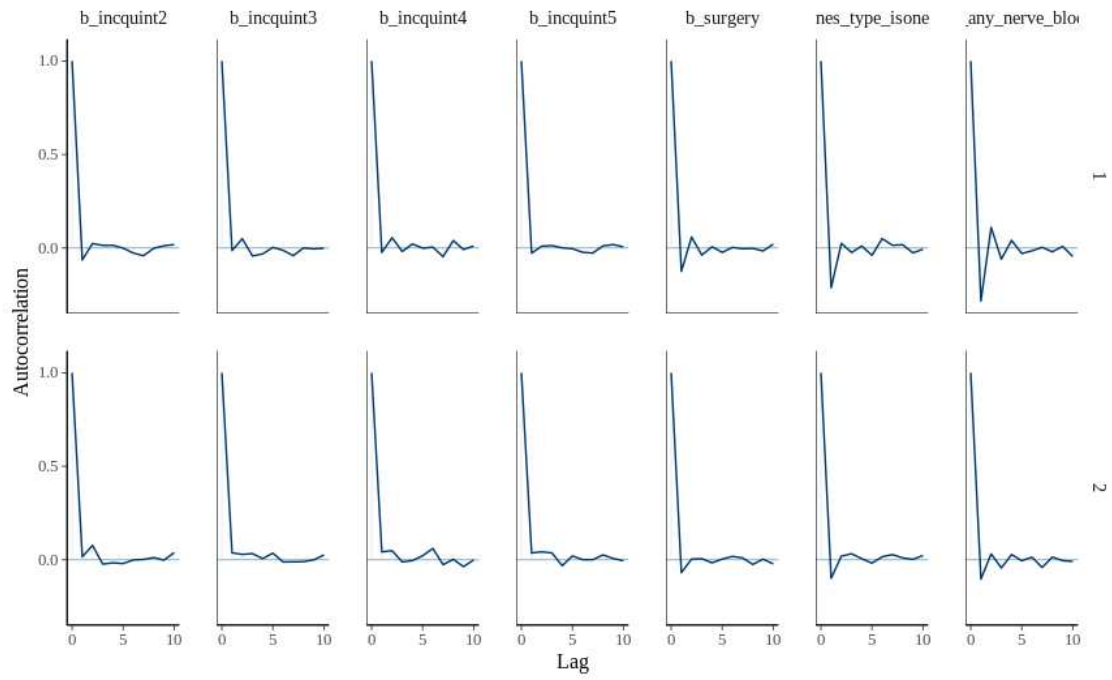 b_incquint2 b_incquint3 b_incquint4 b_incquint5 b_surgery nes_type_isone _any_nerve_blo
1.0
0.5
0.0
1
Autocorrelation
1.0
0.5
0.0
2
0 5 10 0 5 10 0 5 10 0 5 10 0 5 10 0 5 10 0 5 10
Lag